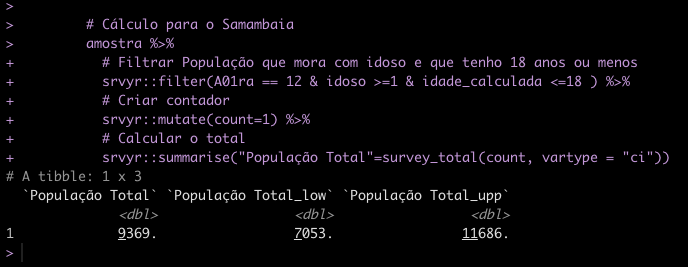 >
>         # Cálculo para o Samambaia
>         amostra %>%
+           # Filtrar População que mora com idoso e que tenho 18 anos ou menos
+           srvyr::filter(A01ra == 12 & idoso >=1 & idade_calculada <=18 ) %>%
+           # Criar contador
+           srvyr::mutate(count=1) %>%
+           # Calcular o total
+           srvyr::summarise("População Total"=survey_total(count, vartype = "ci"))
# A tibble: 1 x 3
  `População Total` `População Total_low` `População Total_upp`
              <dbl>                 <dbl>                 <dbl>
1             9369.                 7053.                11686.
>